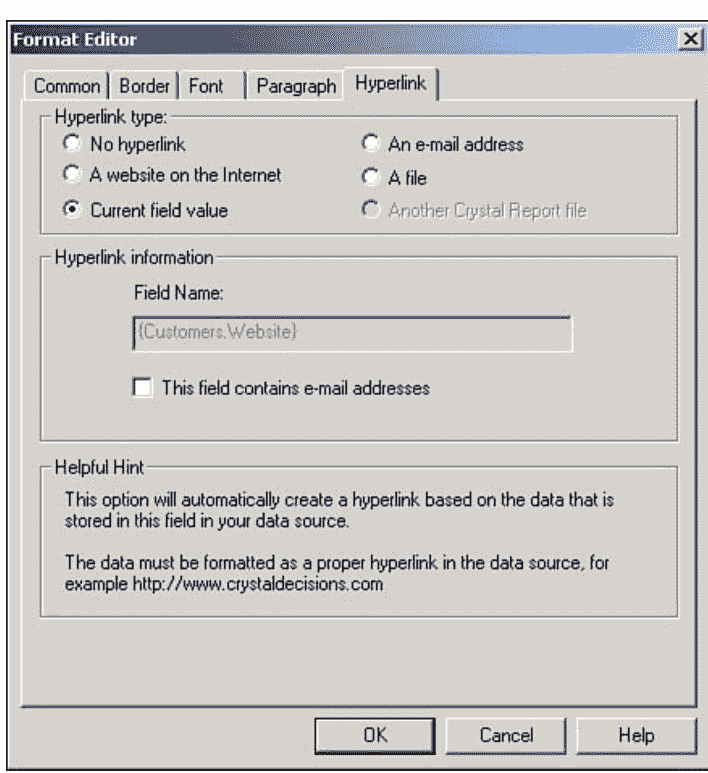 Format Editor
Common Border Font Paragraph Hyperlink
Hyperlink type:
No hyperlink An e-mail address
A website on the Internet A file
Current field value Another Crystal Report file
Hyperlink information
Field Name:
{Customers.Website}
This field contains e-mail addresses
Helpful Hint
This option will automatically create a hyperlink based on the data that is
stored in this field in your data source.
The data must be formatted as a proper hyperlink in the data source, for
example http://www.crystaldecisions.com
OK Cancel Help